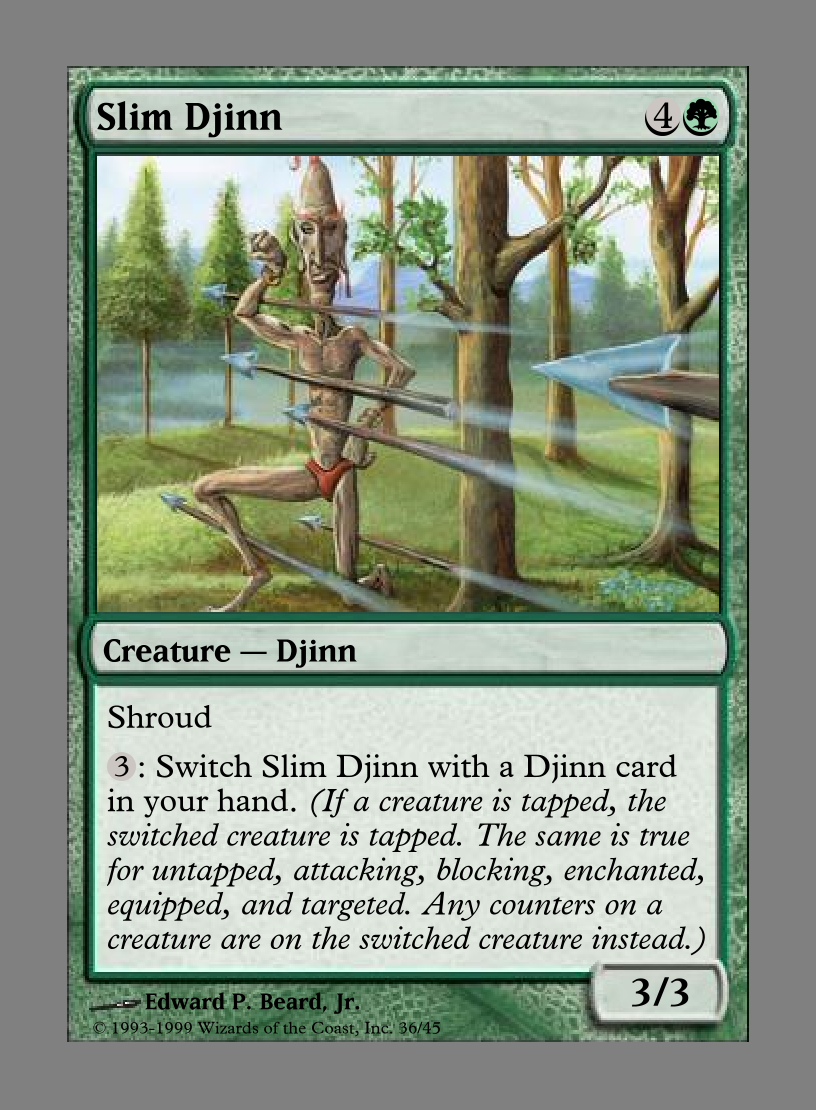 Slim Djinn 4
Creature — Djinn
Shroud
3: Switch Slim Djinn with a Djinn card
in your hand. (If a creature is tapped, the
switched creature is tapped. The same is true
for untapped, attacking, blocking, enchanted,
equipped, and targeted. Any counters on a
creature are on the switched creature instead.)
3/3
Edward P. Beard, Jr.
© 1993-1999 Wizards of the Coast, Inc. 36/45